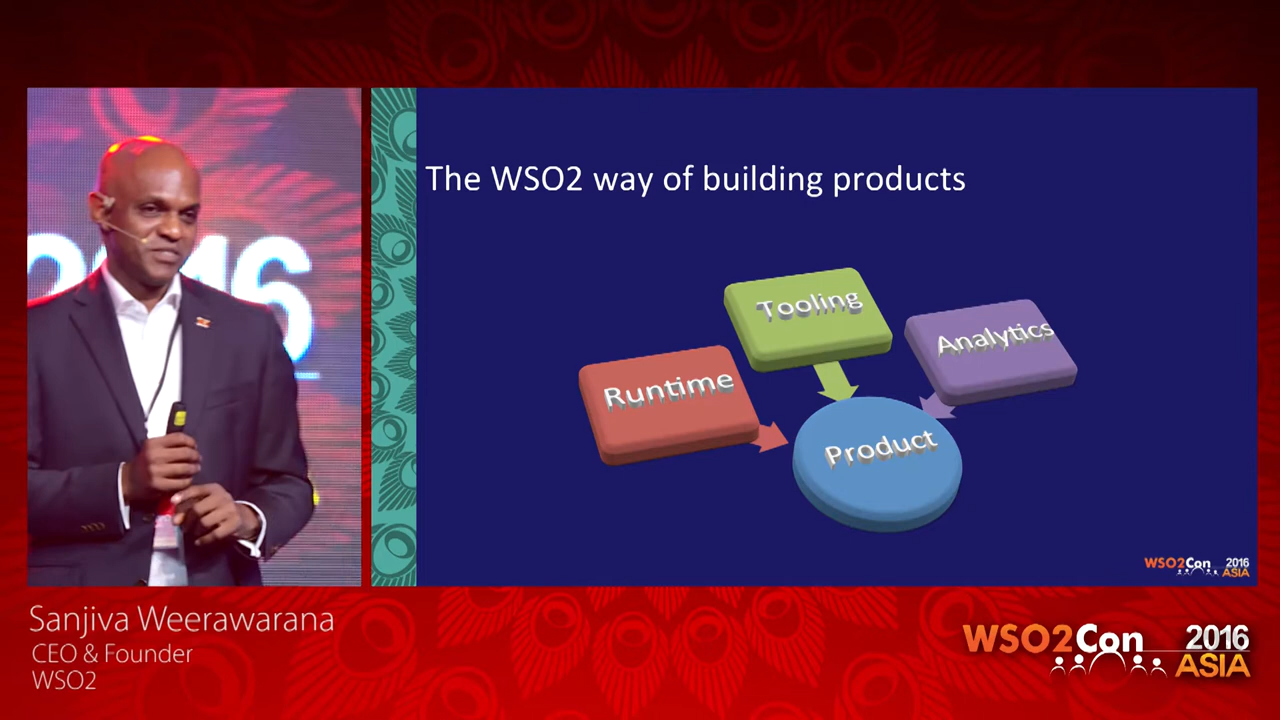 2016
The WSO2 way of building products
Tooling
Analytics
Runtime
Product
WSO2Con 2016
ASIA
Sanjiva Weerawarana
CEO & Founder
WSO2
WSO2Con 2016
ASIA